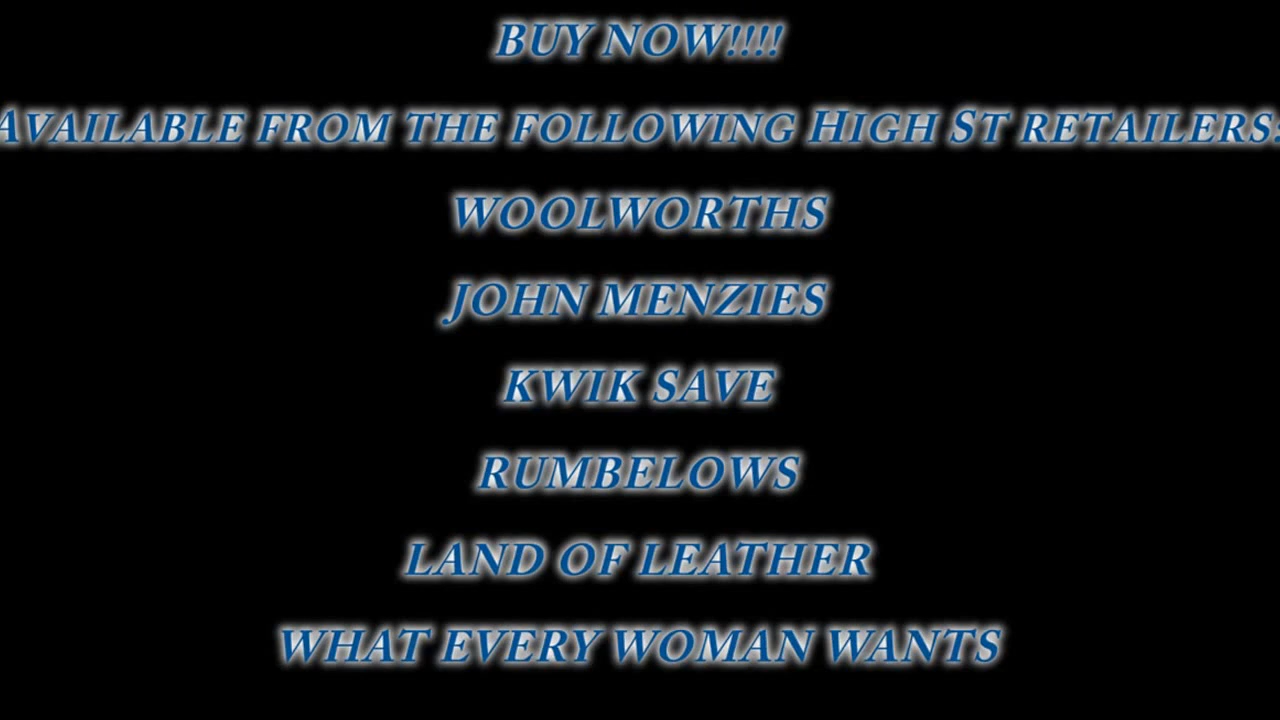 BUY NOW!!!!
AVAILABLE FROM THE FOLLOWING HIGH ST RETAILERS.
WOOLWORTHS
JOHN MENZIES
KWIK SAVE
RUMBELOWS
LAND OF LEATHER
WHAT EVERY WOMAN WANTS